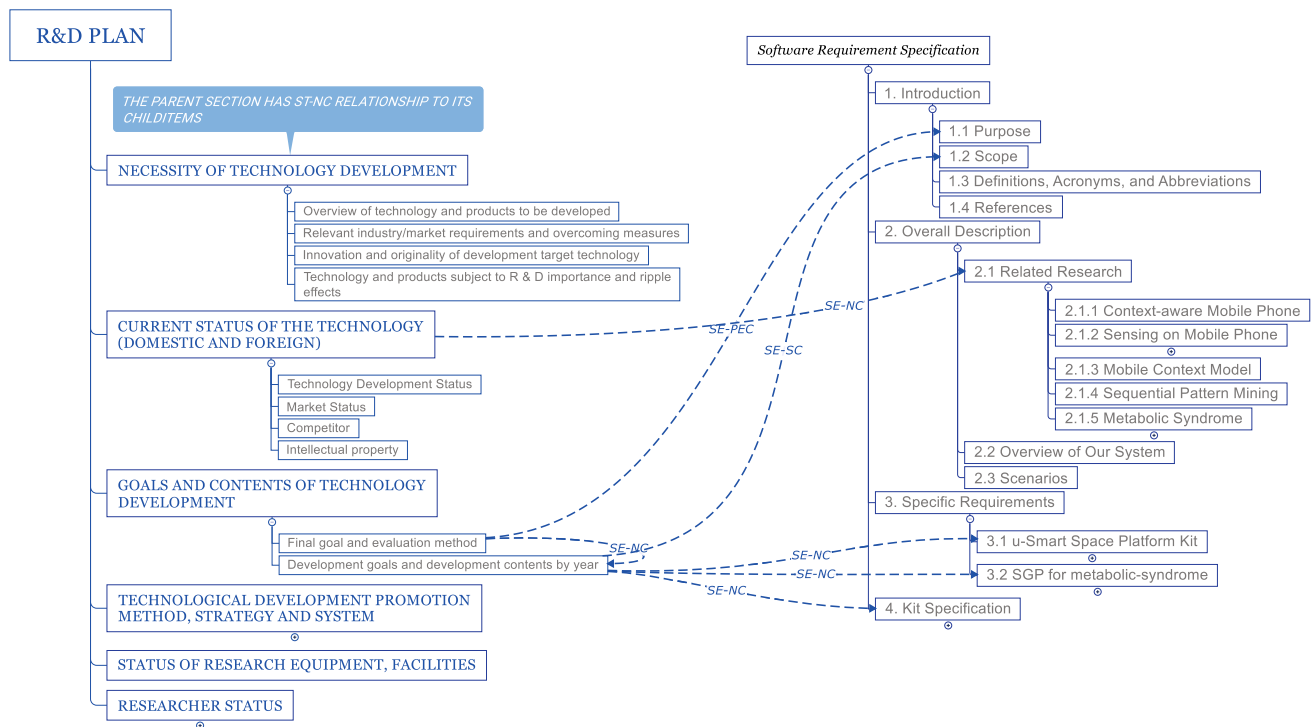 R&D PLAN
THE PARENT SECTION HAS ST-NC RELATIONSHIP TO ITS
CHILDITEMS
NECESSITY OF TECHNOLOGY DEVELOPMENT
Overview of technology and products to be developed
Relevant industry/market requirements and overcoming measures
Innovation and originality of development target technology
Technology and products subject to R & D importance and ripple
effects
CURRENT STATUS OF THE TECHNOLOGY
(DOMESTIC AND FOREIGN)
Technology Development Status
Market Status
Competitor
Intellectual property
GOALS AND CONTENTS OF TECHNOLOGY
DEVELOPMENT
Final goal and evaluation method
Development goals and development contents by year
TECHNOLOGICAL DEVELOPMENT PROMOTION
METHOD, STRATEGY AND SYSTEM
STATUS OF RESEARCH EQUIPMENT, FACILITIES
RESEARCHER STATUS
SE-PEC
SE-SC
SE-NC
SE-NC
SE-NC
SE-NC
SE-NC
Software Requirement Specification
1. Introduction
1.1 Purpose
1.2 Scope
1.3 Definitions, Acronyms, and Abbreviations
1.4 References
2. Overall Description
2.1 Related Research
2.1.1 Context-aware Mobile Phone
2.1.2 Sensing on Mobile Phone
2.1.3 Mobile Context Model
2.1.4 Sequential Pattern Mining
2.1.5 Metabolic Syndrome
2.2 Overview of Our System
2.3 Scenarios
3. Specific Requirements
3.1 u-Smart Space Platform Kit
3.2 SGP for metabolic-syndrome
4. Kit Specification